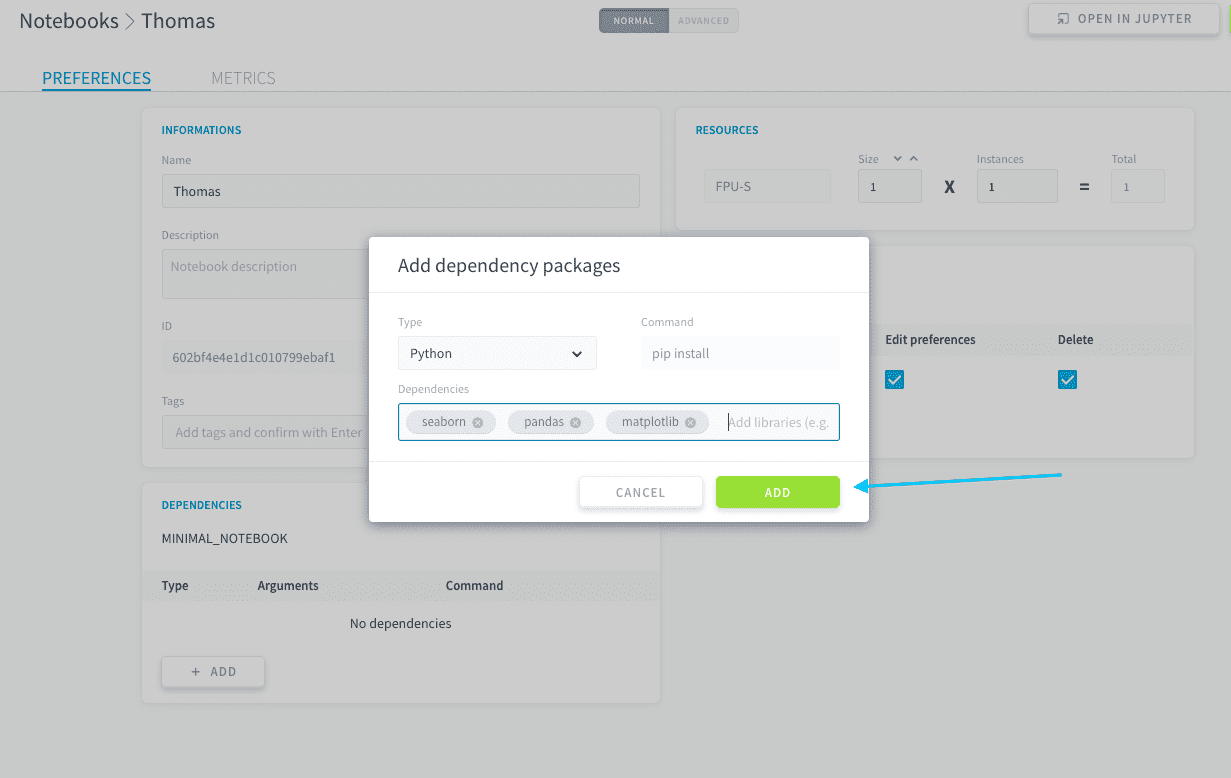 Notebooks > Thomas
NORMAL ADVANCED
OPEN IN JUPYTER
PREFERENCES METRICS
INFORMATIONS
Name
Thomas
Description
Notebook description
ID
602bf4e4e1d1c010799ebaf1
Tags
Add tags and confirm with Enter
RESOURCES
Size Instances Total
FPU-S 1 X 1 = 1
Edit preferences Delete
Add dependency packages
Type Command
Python pip install
Dependencies
seaborn pandas matplotlib Add libraries (e.g.
CANCEL ADD
DEPENDENCIES
MINIMAL_NOTEBOOK
Type Arguments Command
No dependencies
+ ADD